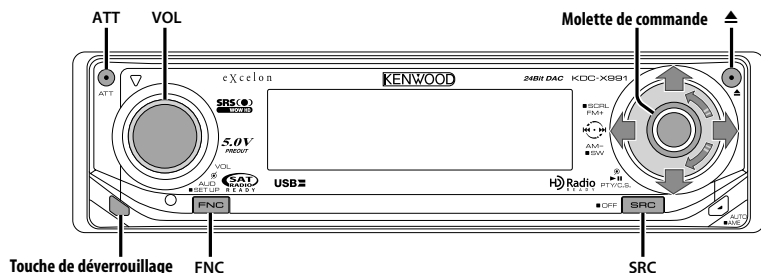 ATT
VOL
Molette de commande
ATT
eXcelon
KENWOOD
24Bit DAC KDC-X991
SRS
WOW HD
5.0V
PREOUT
■SCRL
FM+
AM–
■SW
VOL
AUD
■SETUP
SAT
RADIO
READY
USB
HD Radio
READY
PTY/C.S.
FNC
■OFF
SRC
AUTO
■AME
Touche de déverrouillage
FNC
SRC